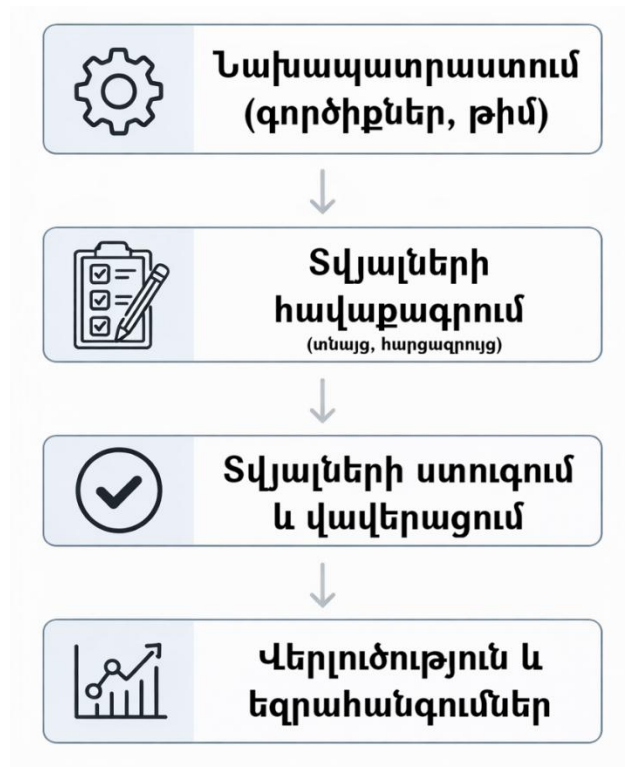 Նախապատրաստում
(գործիքներ, թիմ)
Տվյալների
հավաքագրում
(տնայց, հարցազրույց)
Տվյալների ստուգում
և վավերացում
Վերլուծություն և
եզրահանգումներ